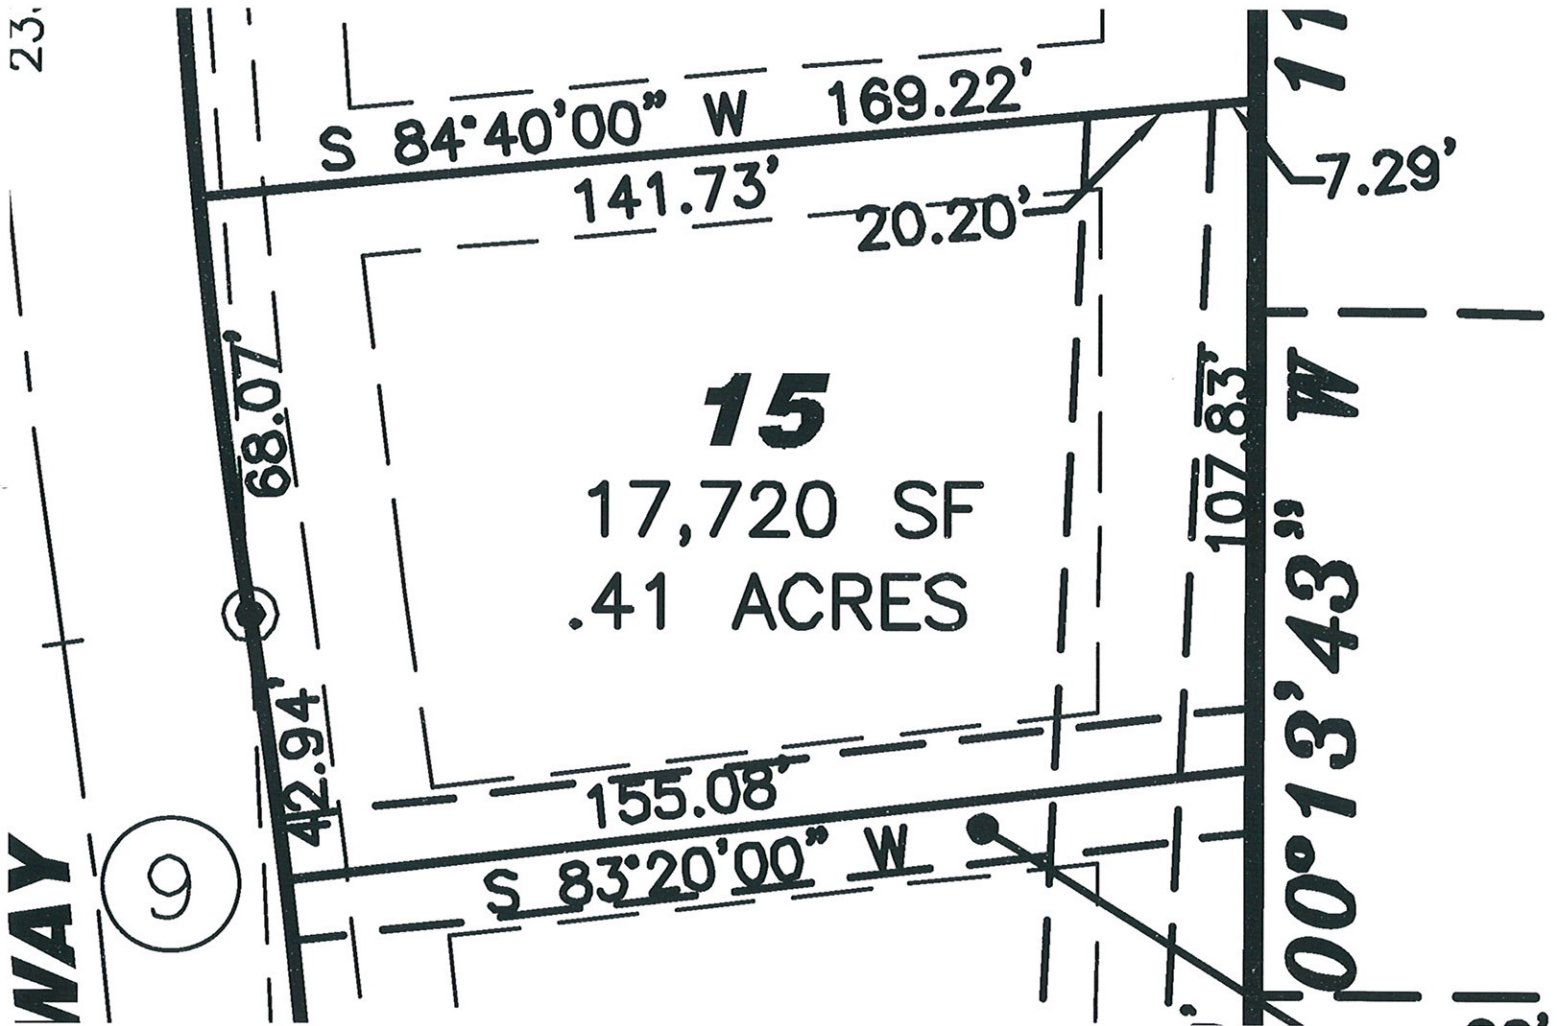 23.
11
S 84°40'00" W 169.22'
141.73'
20.20'
7.29'
68.07'
15
17,720 SF
.41 ACRES
107.83'
W
00°13'43"
42.94'
155.08'
S 83°20'00" W
9
WAY